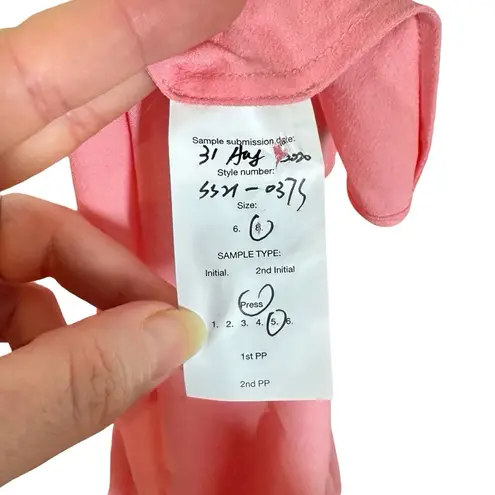 Sample submission date:
31 Aug 2020
Style number:
SS21-0375
Size:
6. 8.
SAMPLE TYPE:
Initial. 2nd Initial
Press
1. 2. 3. 4. 5. 6.
1st PP
2nd PP